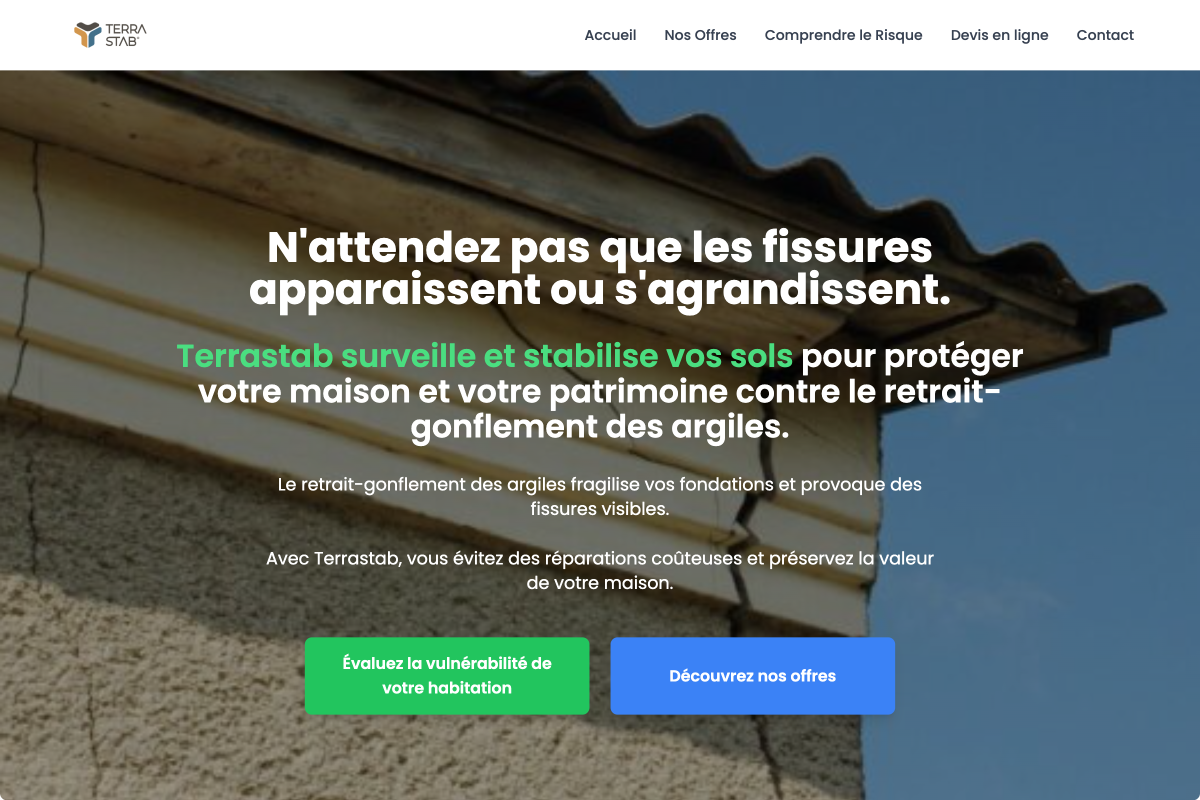 TERRA
STAB
Accueil
Nos Offres
Comprendre le Risque
Devis en ligne
Contact
N'attendez pas que les fissures
apparaissent ou s'agrandissent.
Terrastab surveille et stabilise vos sols pour protéger
votre maison et votre patrimoine contre le retrait-
gonflement des argiles.
Le retrait-gonflement des argiles fragilise vos fondations et provoque des
fissures visibles.
Avec Terrastab, vous évitez des réparations coûteuses et préservez la valeur
de votre maison.
Évaluez la vulnérabilité de
votre habitation
Découvrez nos offres